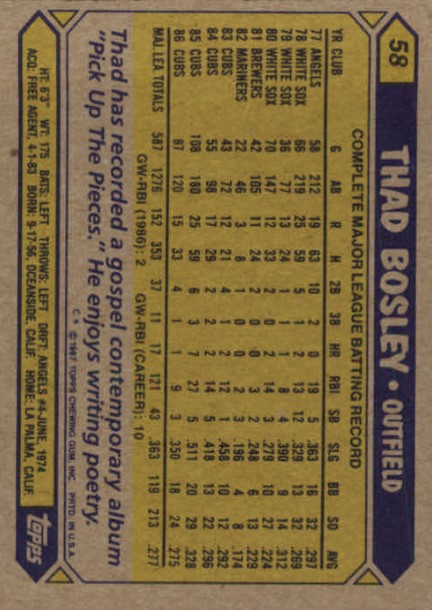 58
THAD BOSLEY • OUTFIELD
COMPLETE MAJOR LEAGUE BATTING RECORD
YR CLUB G AB R H 2B 3B HR RBI SB SLG BB SO AVG
77 ANGELS 58 212 19 63 10 2 0 19 5 .363 16 32 .297
78 WHITE SOX 66 219 25 59 5 1 2 13 12 .329 13 32 .269
79 WHITE SOX 36 77 13 24 1 1 1 8 4 .390 9 14 .312
80 WHITE SOX 70 147 12 33 2 0 2 14 3 .279 10 27 .224
81 BREWERS 42 105 11 24 2 0 0 3 2 .248 6 13 .229
82 MARINERS 22 46 3 8 1 0 0 2 3 .196 4 8 .174
83 CUBS 43 72 12 21 4 1 2 12 1 .458 10 12 .292
84 CUBS 55 98 17 29 2 2 2 14 5 .418 13 22 .296
85 CUBS 108 180 25 59 6 3 7 27 5 .511 20 29 .328
86 CUBS 87 120 15 33 4 1 1 9 3 .350 18 24 .275
MAJ. LEA. TOTALS 587 1276 152 353 37 11 17 121 43 .363 119 213 .277
GW-RBI (1986): 2 GW-RBI (CAREER): 10
Thad has recorded a gospel contemporary album
"Pick Up The Pieces." He enjoys writing poetry.
© 1987 TOPPS CHEWING GUM, INC. PRTD. IN U.S.A.
HT: 6'3" WT: 175 BATS: LEFT THROWS: LEFT DRFT: ANGELS #4-JUNE, 1974
ACQ: FREE AGENT, 4-1-83 BORN: 9-17-56, OCEANSIDE, CALIF. HOME: LA PALMA, CALIF.
Topps